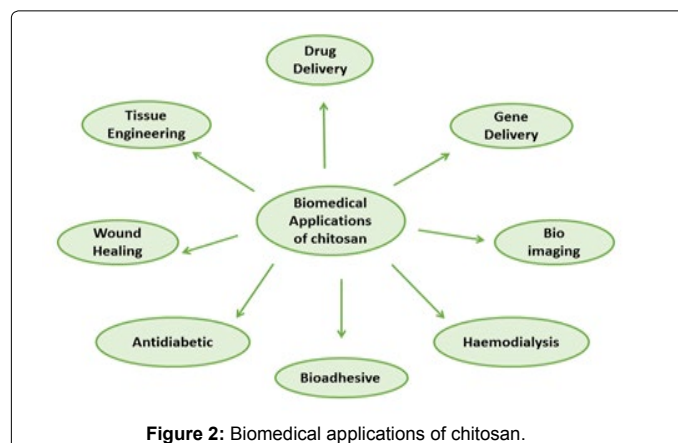 Drug
Delivery
Tissue
Engineering
Gene
Delivery
Biomedical
Applications
of chitosan
Wound
Healing
Bio
imaging
Antidiabetic
Haemodialysis
Bioadhesive
Figure 2: Biomedical applications of chitosan.